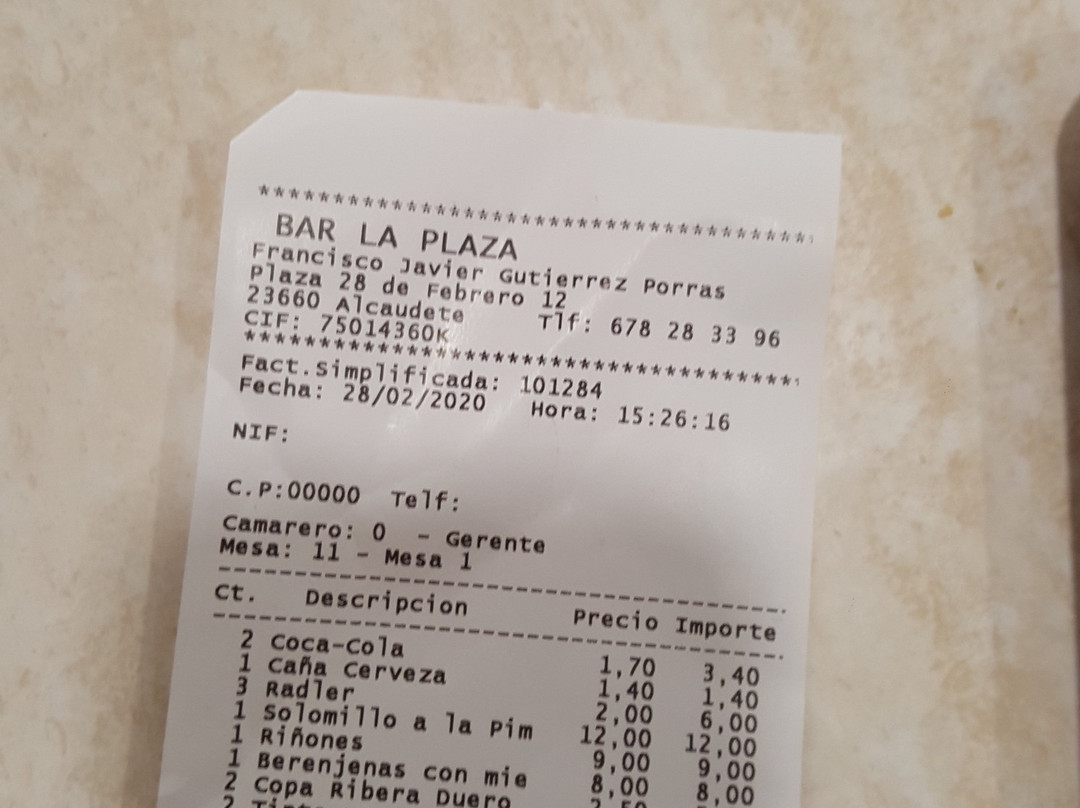 *************************************
BAR LA PLAZA
Francisco Javier Gutierrez Porras
Plaza 28 de Febrero 12
23660 Alcaudete Tlf: 678 28 33 96
CIF: 75014360K
*************************************
Fact.Simplificada: 101284
Fecha: 28/02/2020 Hora: 15:26:16
NIF:
C.P:00000 Telf:
Camarero: 0 - Gerente
Mesa: 11 - Mesa 1
Ct. Descripcion Precio Importe
2 Coca-Cola 1,70 3,40
1 Caña Cerveza 1,40 1,40
3 Radler 2,00 6,00
1 Solomillo a la Pim 12,00 12,00
1 Riñones 9,00 9,00
1 Berenjenas con mie 8,00 8,00
2 Copa Ribera Duero
2